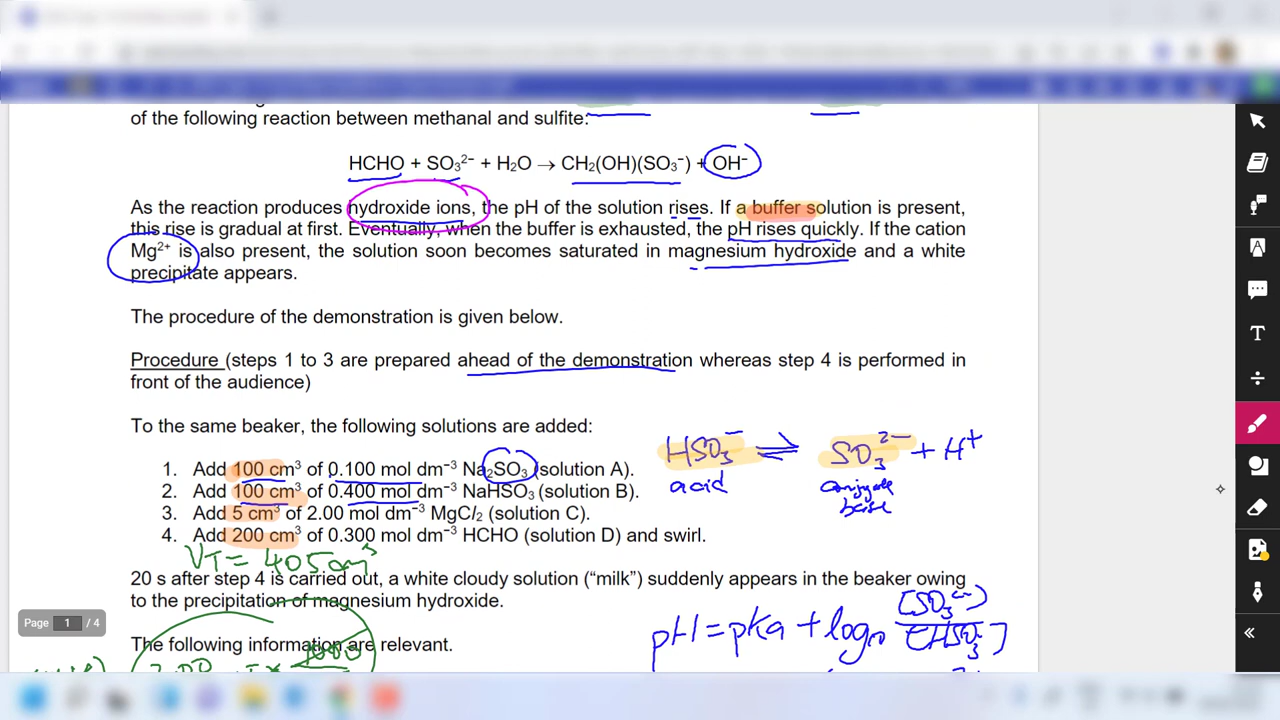 of the following reaction between methanal and sulfite:
HCHO + SO₃²⁻ + H₂O → CH₂(OH)(SO₃⁻) + OH⁻
As the reaction produces hydroxide ions, the pH of the solution rises. If a buffer solution is present,
this rise is gradual at first. Eventually, when the buffer is exhausted, the pH rises quickly. If the cation
Mg²⁺ is also present, the solution soon becomes saturated in magnesium hydroxide and a white
precipitate appears.
The procedure of the demonstration is given below.
Procedure (steps 1 to 3 are prepared ahead of the demonstration whereas step 4 is performed in
front of the audience)
To the same beaker, the following solutions are added:
HSO₃⁻ ⇌ SO₃²⁻ + H⁺
acid conjugate
base
1. Add 100 cm³ of 0.100 mol dm⁻³ Na₂SO₃ (solution A).
2. Add 100 cm³ of 0.400 mol dm⁻³ NaHSO₃ (solution B).
3. Add 5 cm³ of 2.00 mol dm⁻³ MgCl₂ (solution C).
4. Add 200 cm³ of 0.300 mol dm⁻³ HCHO (solution D) and swirl.
VT = 405 cm³
20 s after step 4 is carried out, a white cloudy solution (“milk”) suddenly appears in the beaker owing
to the precipitation of magnesium hydroxide.
pH = pKa + log₁₀ [SO₃²⁻]/[HSO₃⁻]
Page 1 / 4
The following information are relevant.